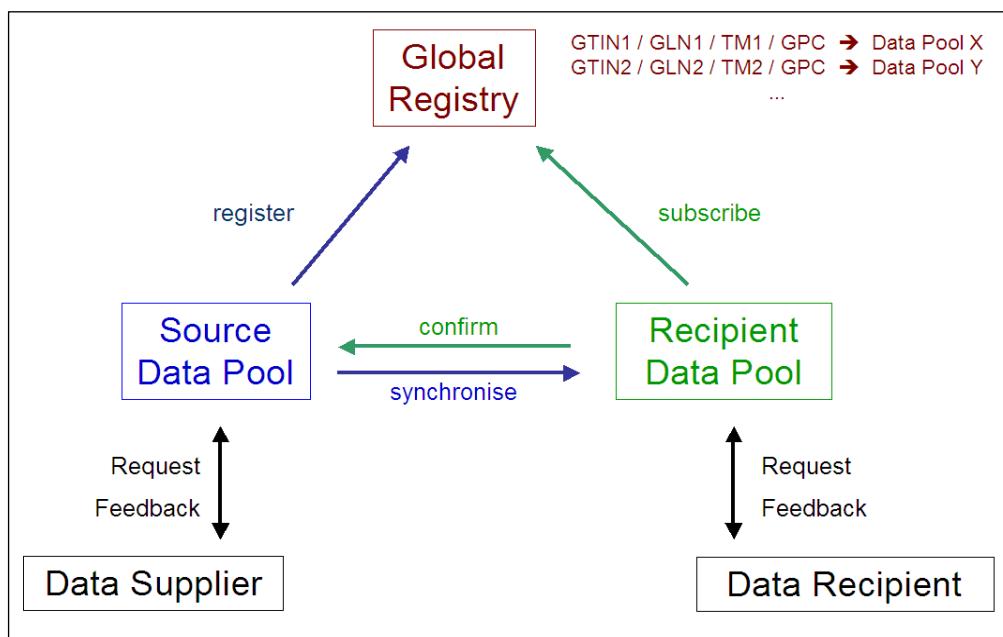 Global
Registry
GTIN1 / GLN1 / TM1 / GPC ➔ Data Pool X
GTIN2 / GLN2 / TM2 / GPC ➔ Data Pool Y
...
register
subscribe
Source
Data Pool
confirm
synchronise
Recipient
Data Pool
Request
Feedback
Request
Feedback
Data Supplier
Data Recipient